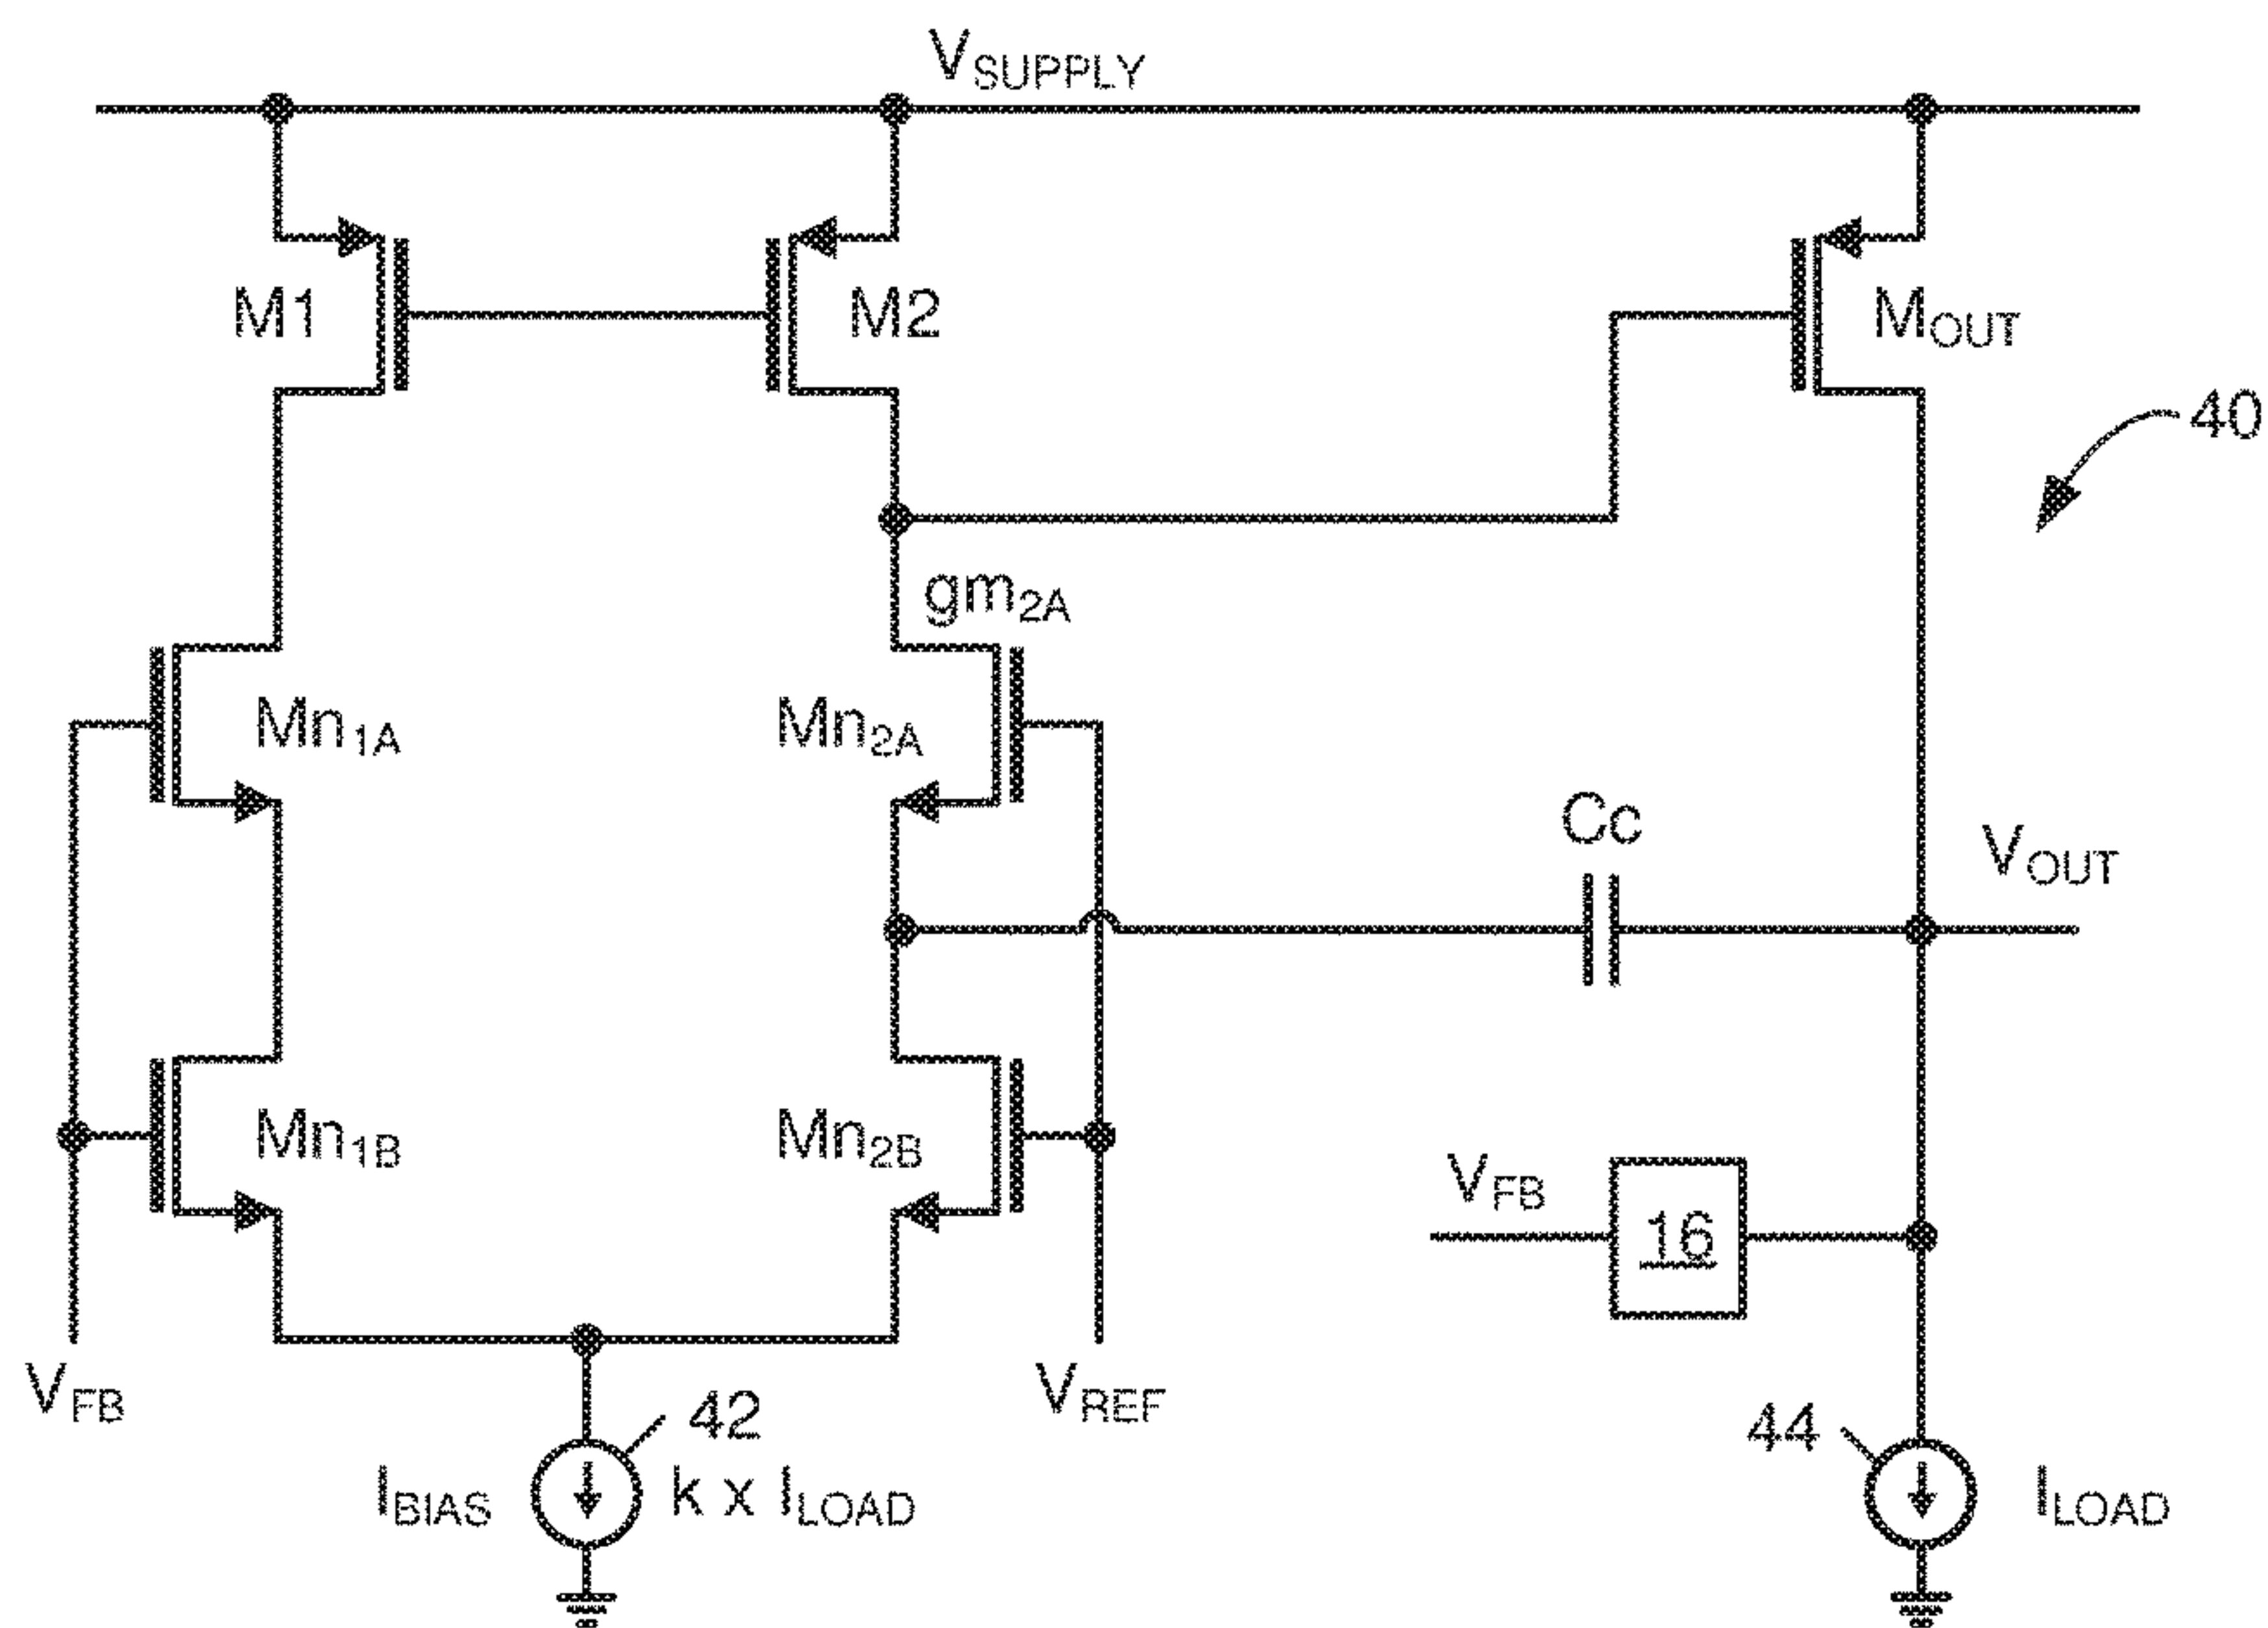 VSUPPLY
M1
M2
MOUT
40
gm2A
Mn1A
Mn2A
Cc
VOUT
Mn1B
Mn2B
VFB
16
VFB
VREF
42
IBIAS
k x ILOAD
44
ILOAD